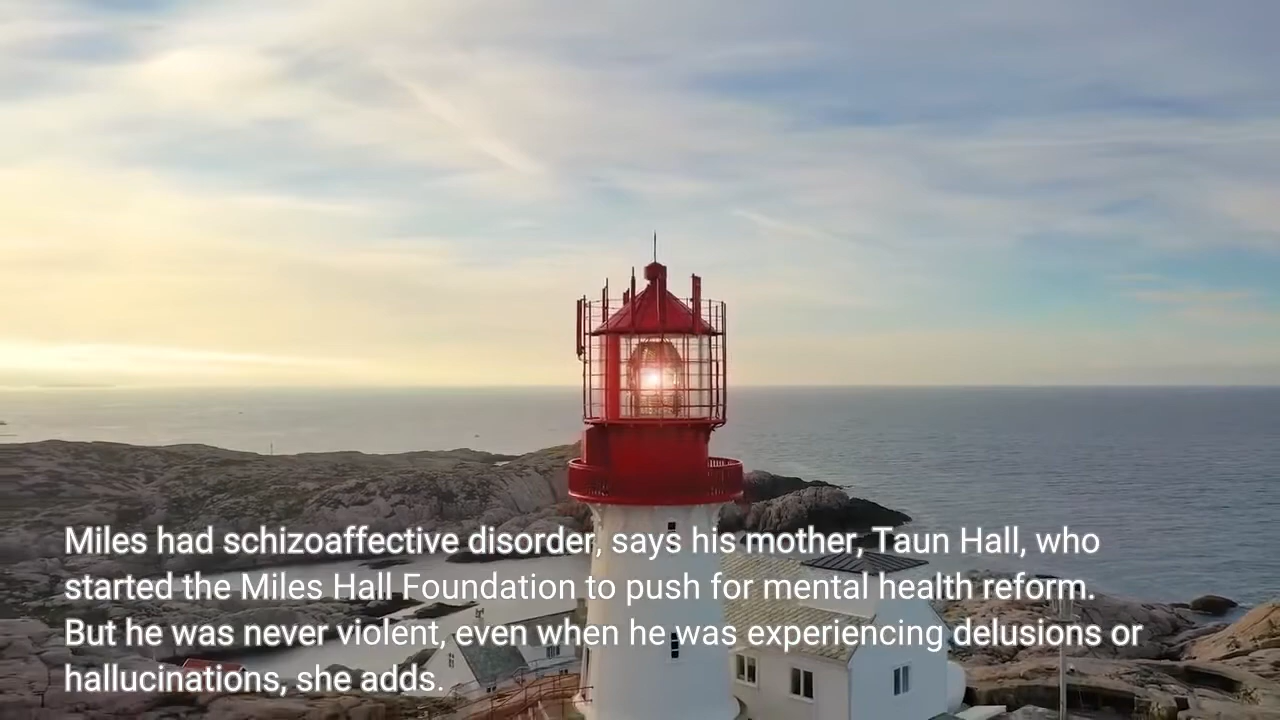 Miles had schizoaffective disorder, says his mother, Taun Hall, who
started the Miles Hall Foundation to push for mental health reform.
But he was never violent, even when he was experiencing delusions or
hallucinations, she adds.